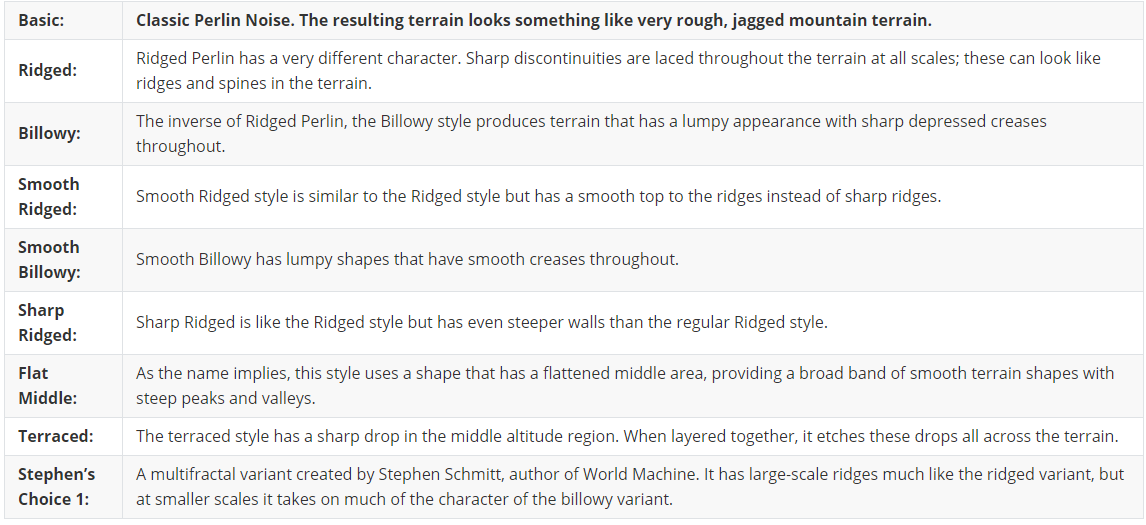 Basic: Classic Perlin Noise. The resulting terrain looks something like very rough, jagged mountain terrain.
Ridged: Ridged Perlin has a very different character. Sharp discontinuities are laced throughout the terrain at all scales; these can look like
ridges and spines in the terrain.
Billowy: The inverse of Ridged Perlin, the Billowy style produces terrain that has a lumpy appearance with sharp depressed creases
throughout.
Smooth
Ridged:
Smooth Ridged style is similar to the Ridged style but has a smooth top to the ridges instead of sharp ridges.
Smooth
Billowy:
Smooth Billowy has lumpy shapes that have smooth creases throughout.
Sharp
Ridged:
Sharp Ridged is like the Ridged style but has even steeper walls than the regular Ridged style.
Flat
Middle:
As the name implies, this style uses a shape that has a flattened middle area, providing a broad band of smooth terrain shapes with
steep peaks and valleys.
Terraced: The terraced style has a sharp drop in the middle altitude region. When layered together, it etches these drops all across the terrain.
Stephen’s
Choice 1:
A multifractal variant created by Stephen Schmitt, author of World Machine. It has large-scale ridges much like the ridged variant, but
at smaller scales it takes on much of the character of the billowy variant.